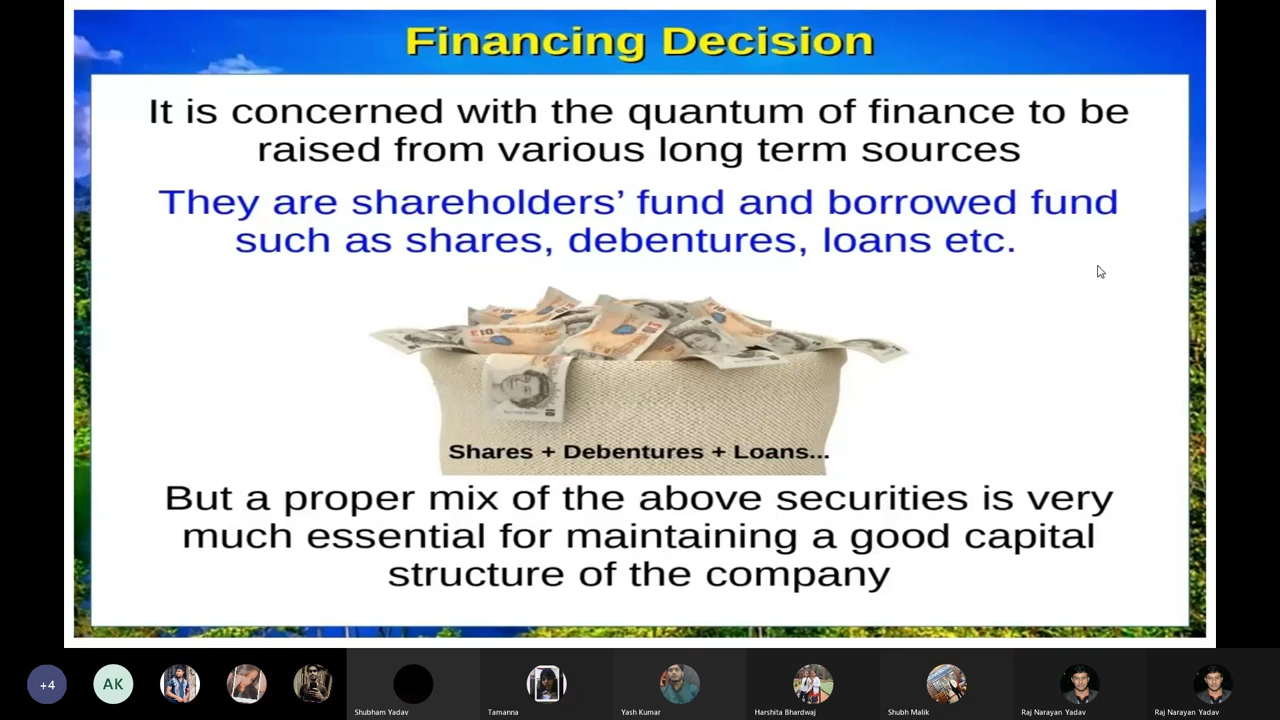 Financing Decision
It is concerned with the quantum of finance to be
raised from various long term sources
They are shareholders’ fund and borrowed fund
such as shares, debentures, loans etc.
£10
Shares + Debentures + Loans...
But a proper mix of the above securities is very
much essential for maintaining a good capital
structure of the company
+4
AK
Shubham Yadav
Tamanna
Yash Kumar
Harshita Bhardwaj
Shubh Malik
Raj Narayan Yadav
Raj Narayan Yadav